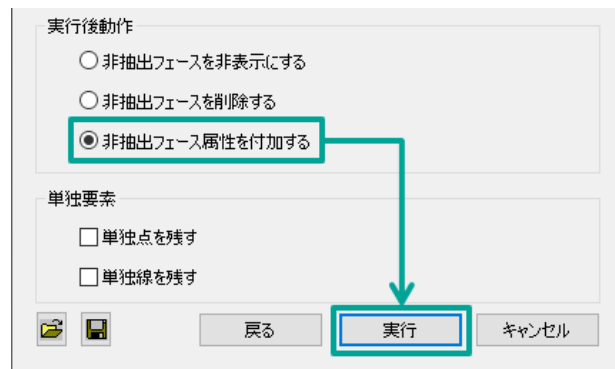 実行後動作
非抽出フェースを非表示にする
非抽出フェースを削除する
非抽出フェース属性を付加する
単独要素
単独点を残す
単独線を残す
戻る
実行
キャンセル